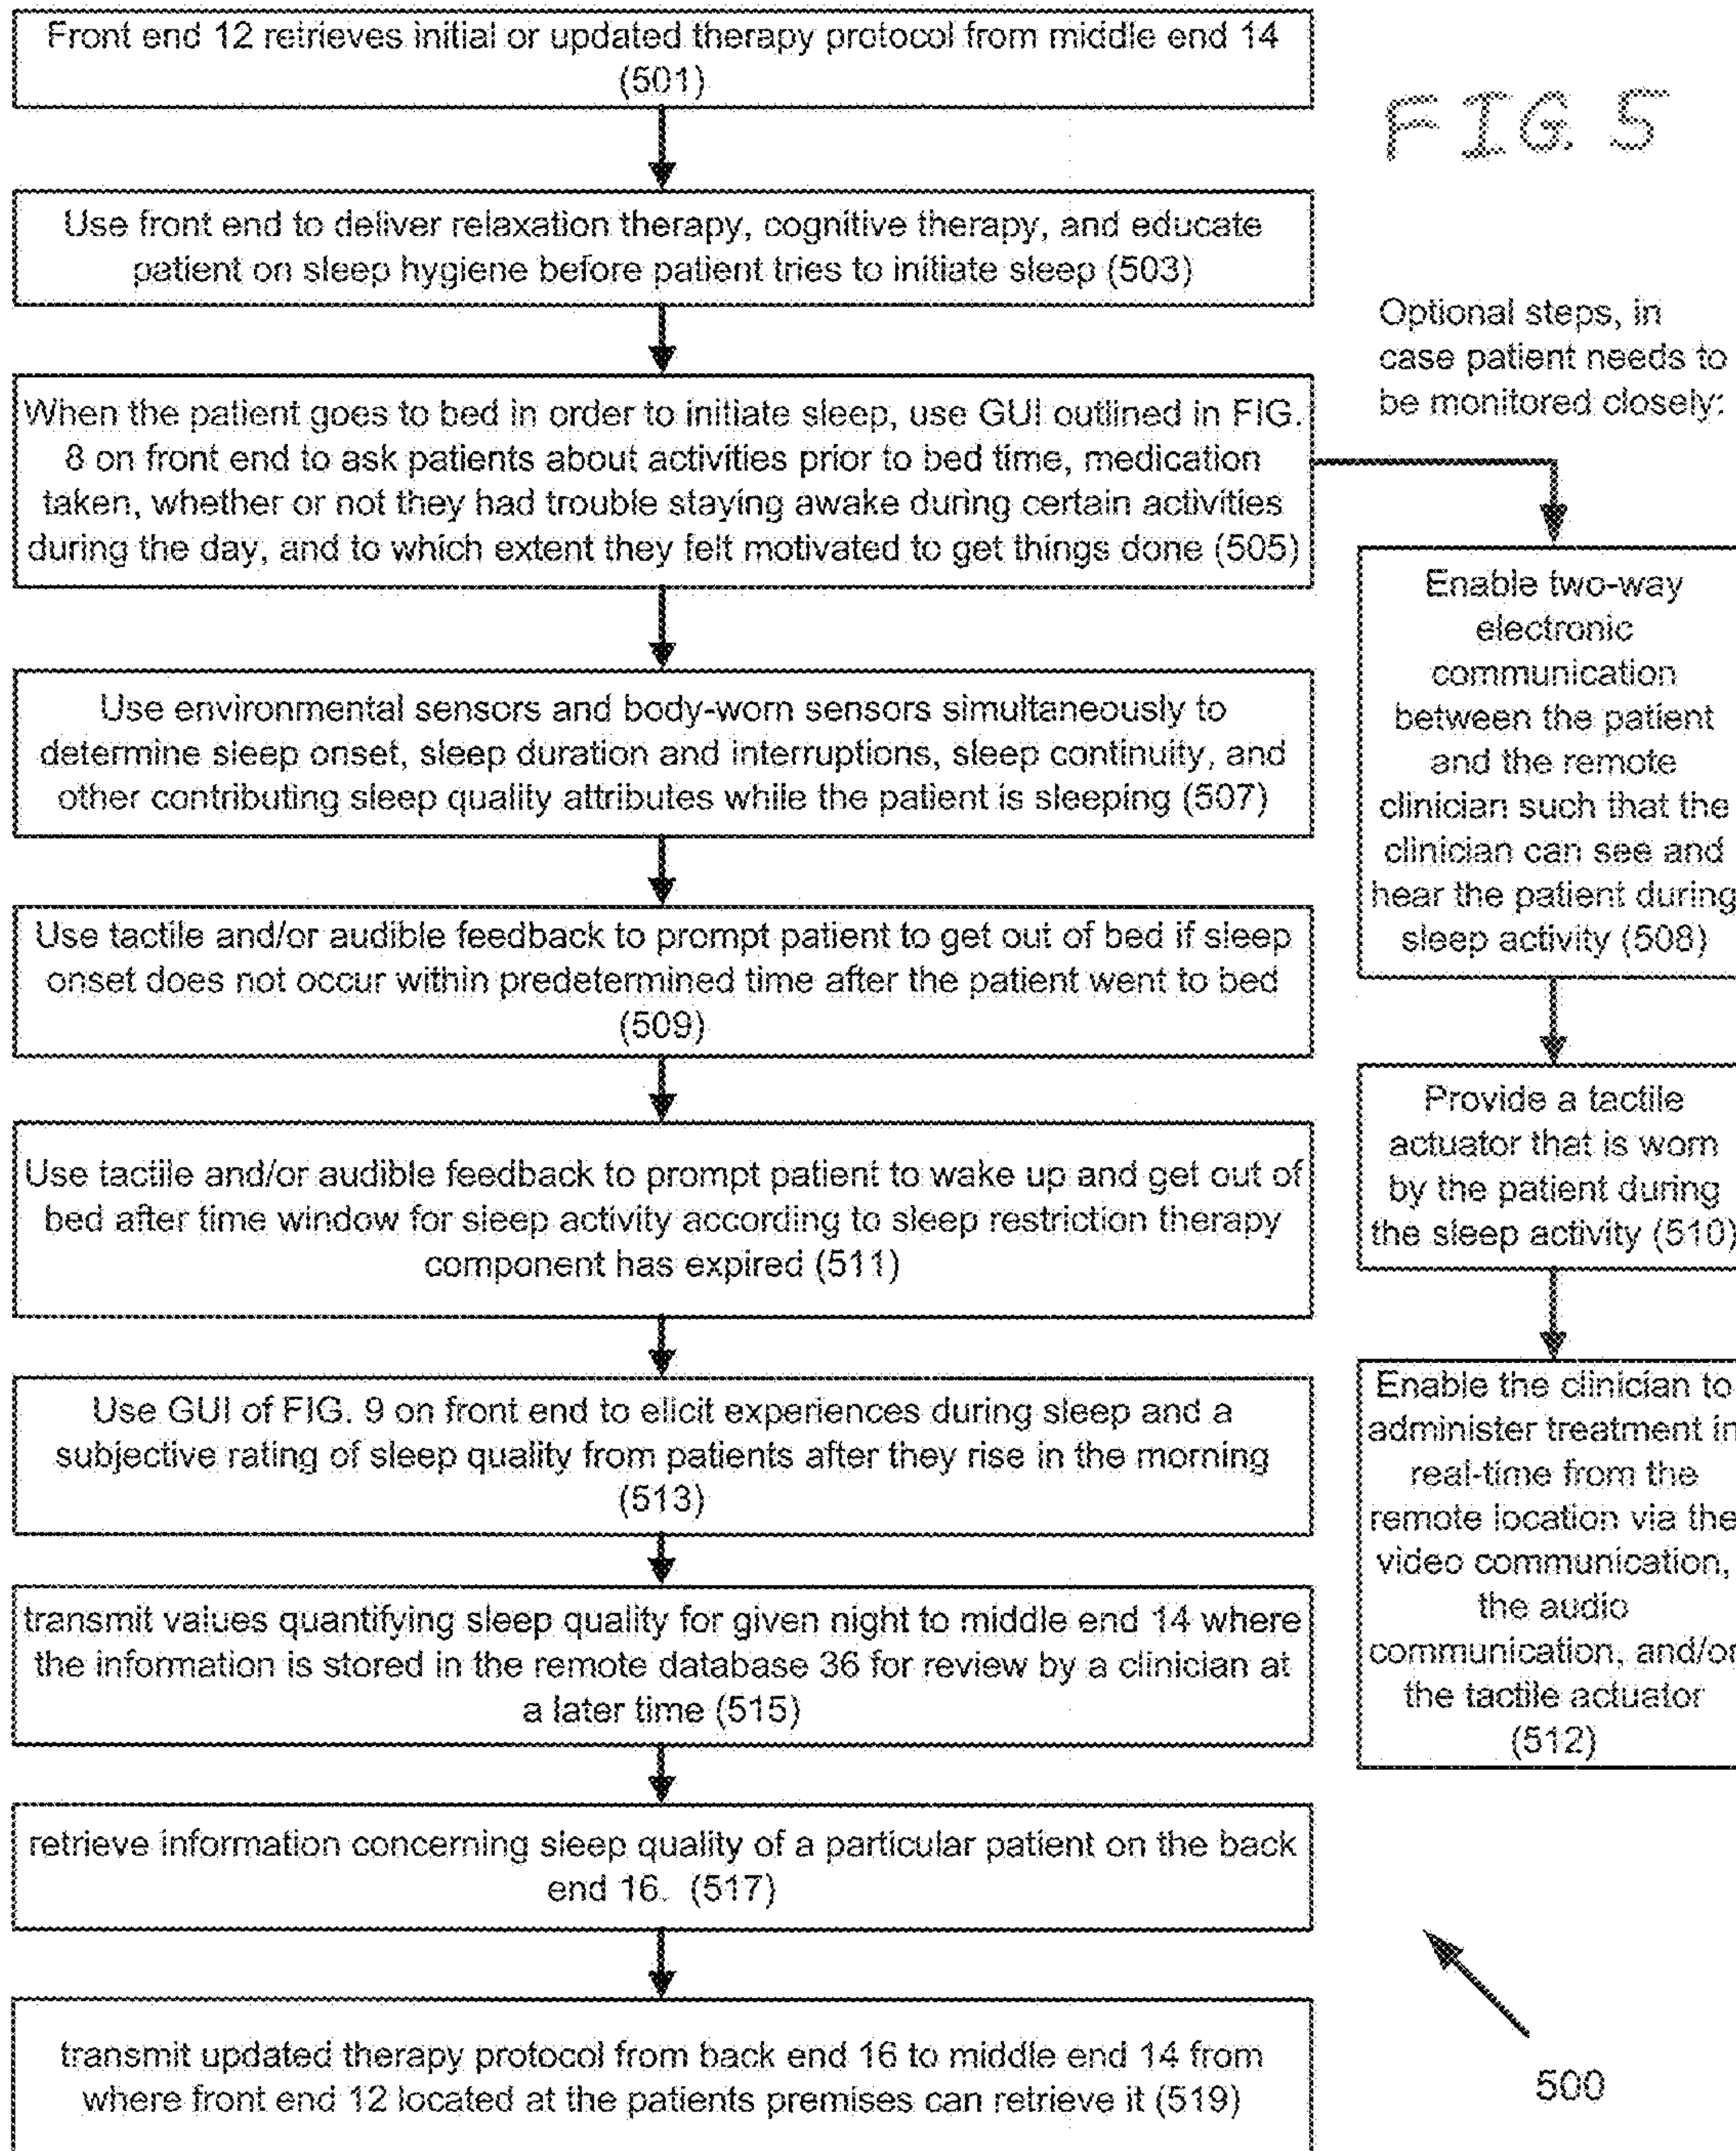 Front end 12 retrieves initial or updated therapy protocol from middle end 14
(501)
FIG. 5
Use front end to deliver relaxation therapy, cognitive therapy, and educate
patient on sleep hygiene before patient tries to initiate sleep (503)
Optional steps, in
case patient needs to
be monitored closely:
When the patient goes to bed in order to initiate sleep, use GUI outlined in FIG.
8 on front end to ask patients about activities prior to bed time, medication
taken, whether or not they had trouble staying awake during certain activities
during the day, and to which extent they felt motivated to get things done (505)
Use environmental sensors and body-worn sensors simultaneously to
determine sleep onset, sleep duration and interruptions, sleep continuity, and
other contributing sleep quality attributes while the patient is sleeping (507)
Use tactile and/or audible feedback to prompt patient to get out of bed if sleep
onset does not occur within predetermined time after the patient went to bed
(509)
Use tactile and/or audible feedback to prompt patient to wake up and get out of
bed after time window for sleep activity according to sleep restriction therapy
component has expired (511)
Use GUI of FIG. 9 on front end to elicit experiences during sleep and a
subjective rating of sleep quality from patients after they rise in the morning
(513)
transmit values quantifying sleep quality for given night to middle end 14 where
the information is stored in the remote database 36 for review by a clinician at
a later time (515)
retrieve information concerning sleep quality of a particular patient on the back
end 16. (517)
transmit updated therapy protocol from back end 16 to middle end 14 from
where front end 12 located at the patients premises can retrieve it (519)
Enable two-way
electronic
communication
between the patient
and the remote
clinician such that the
clinician can see and
hear the patient during
sleep activity (508)
Provide a tactile
actuator that is worn
by the patient during
the sleep activity (510)
Enable the clinician to
administer treatment in
real-time from the
remote location via the
video communication,
the audio
communication, and/or
the tactile actuator
(512)
500